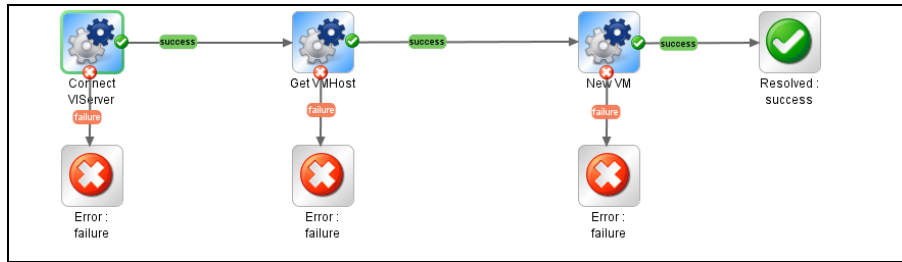 success
success
success
Connect
VIServer
Get VMHost
New VM
Resolved :
success
failure
failure
failure
Error :
failure
Error :
failure
Error :
failure